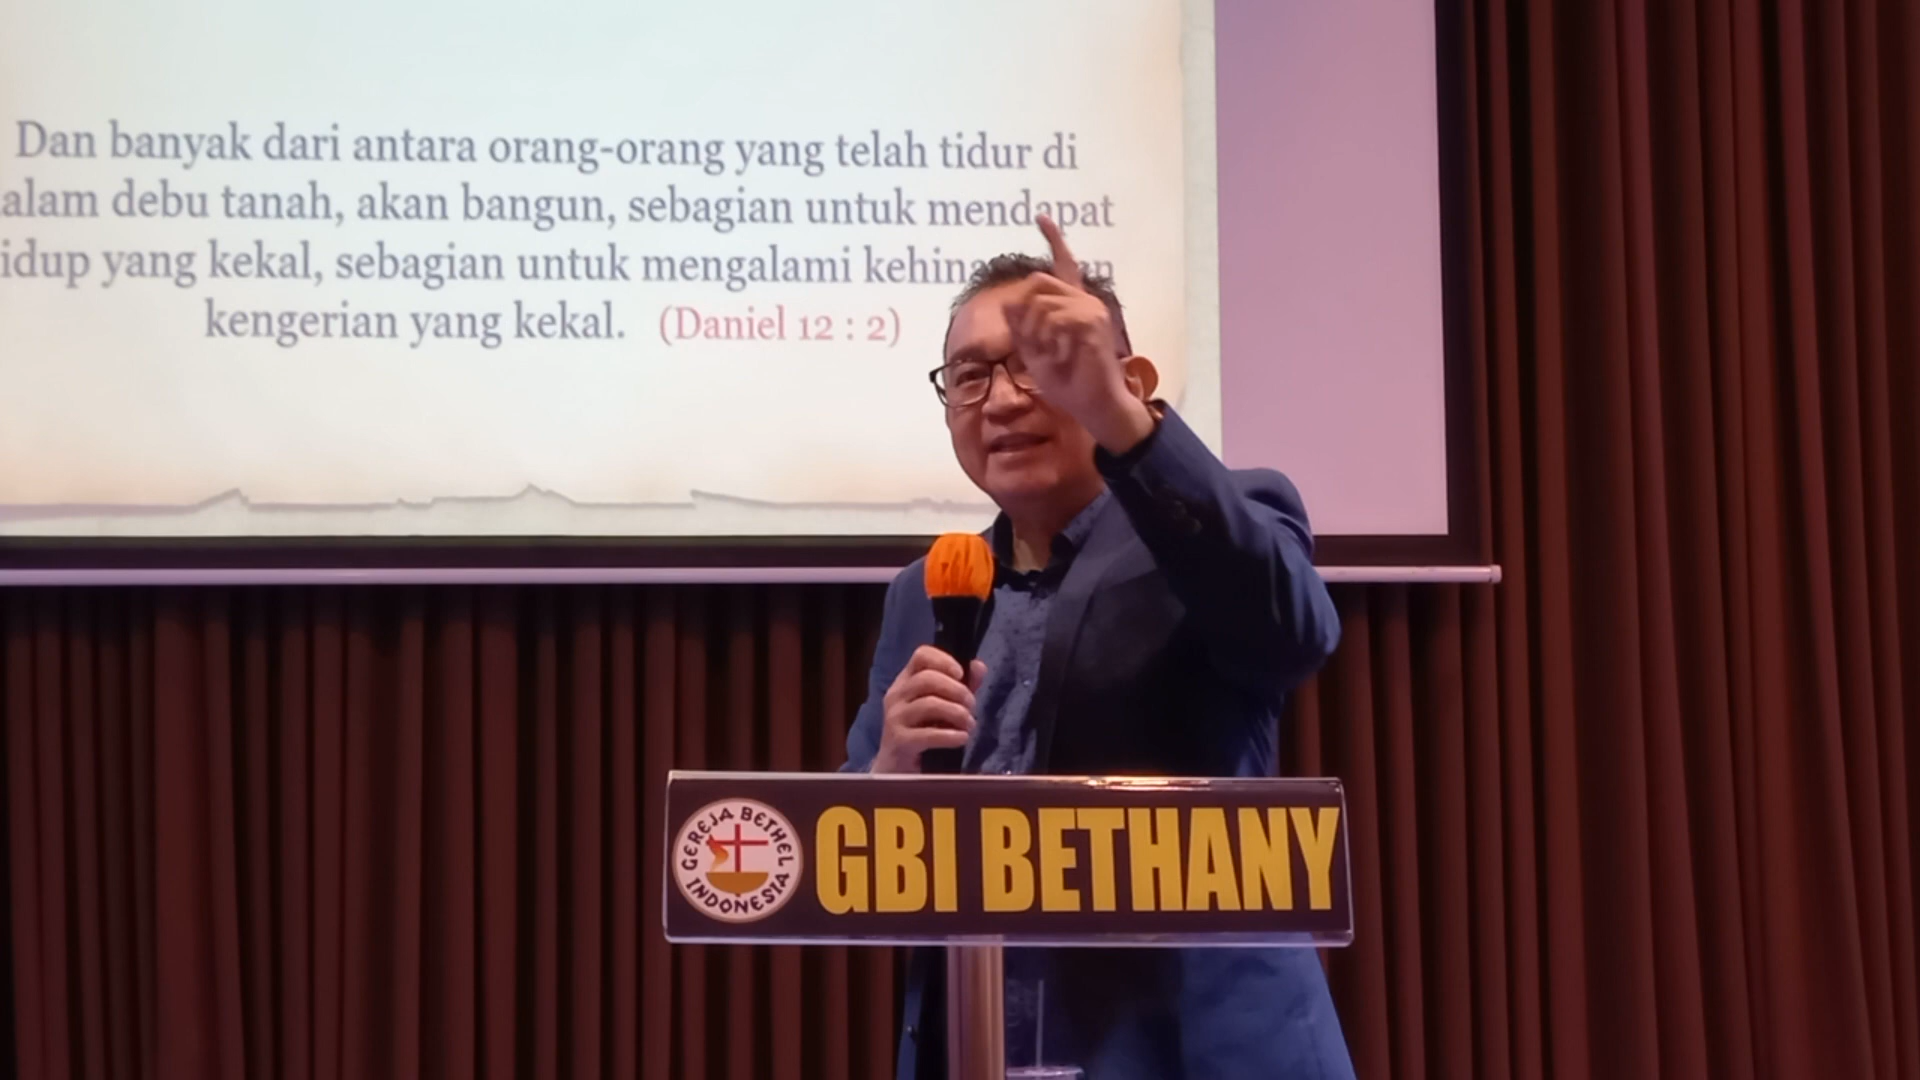 Dan banyak dari antara orang-orang yang telah tidur di
alam debu tanah, akan bangun, sebagian untuk mendapat
idup yang kekal, sebagian untuk mengalami
kengerian yang kekal. (Daniel 12 : 2)
GEREJA BETHEL
INDONESIA
GBI BETHANY